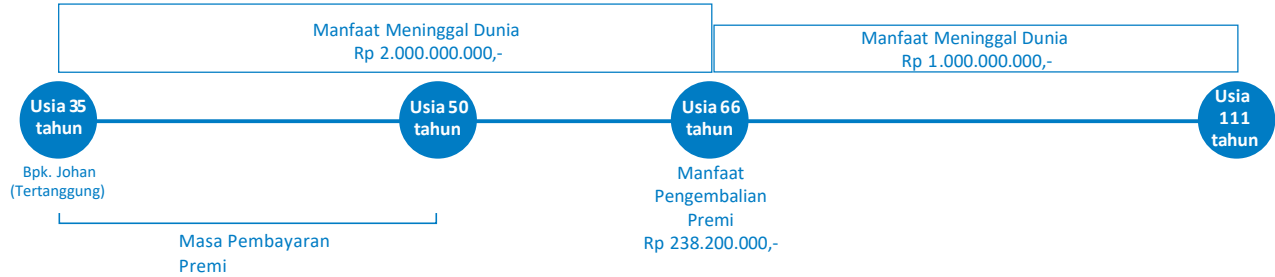 Manfaat Meninggal Dunia
Rp 2.000.000.000,-
Manfaat Meninggal Dunia
Rp 1.000.000.000,-
Usia 35
tahun
Usia 50
tahun
Usia 66
tahun
Usia
111
tahun
Bpk. Johan
(Tertanggung)
Manfaat
Pengembalian
Premi
Rp 238.200.000,-
Masa Pembayaran
Premi